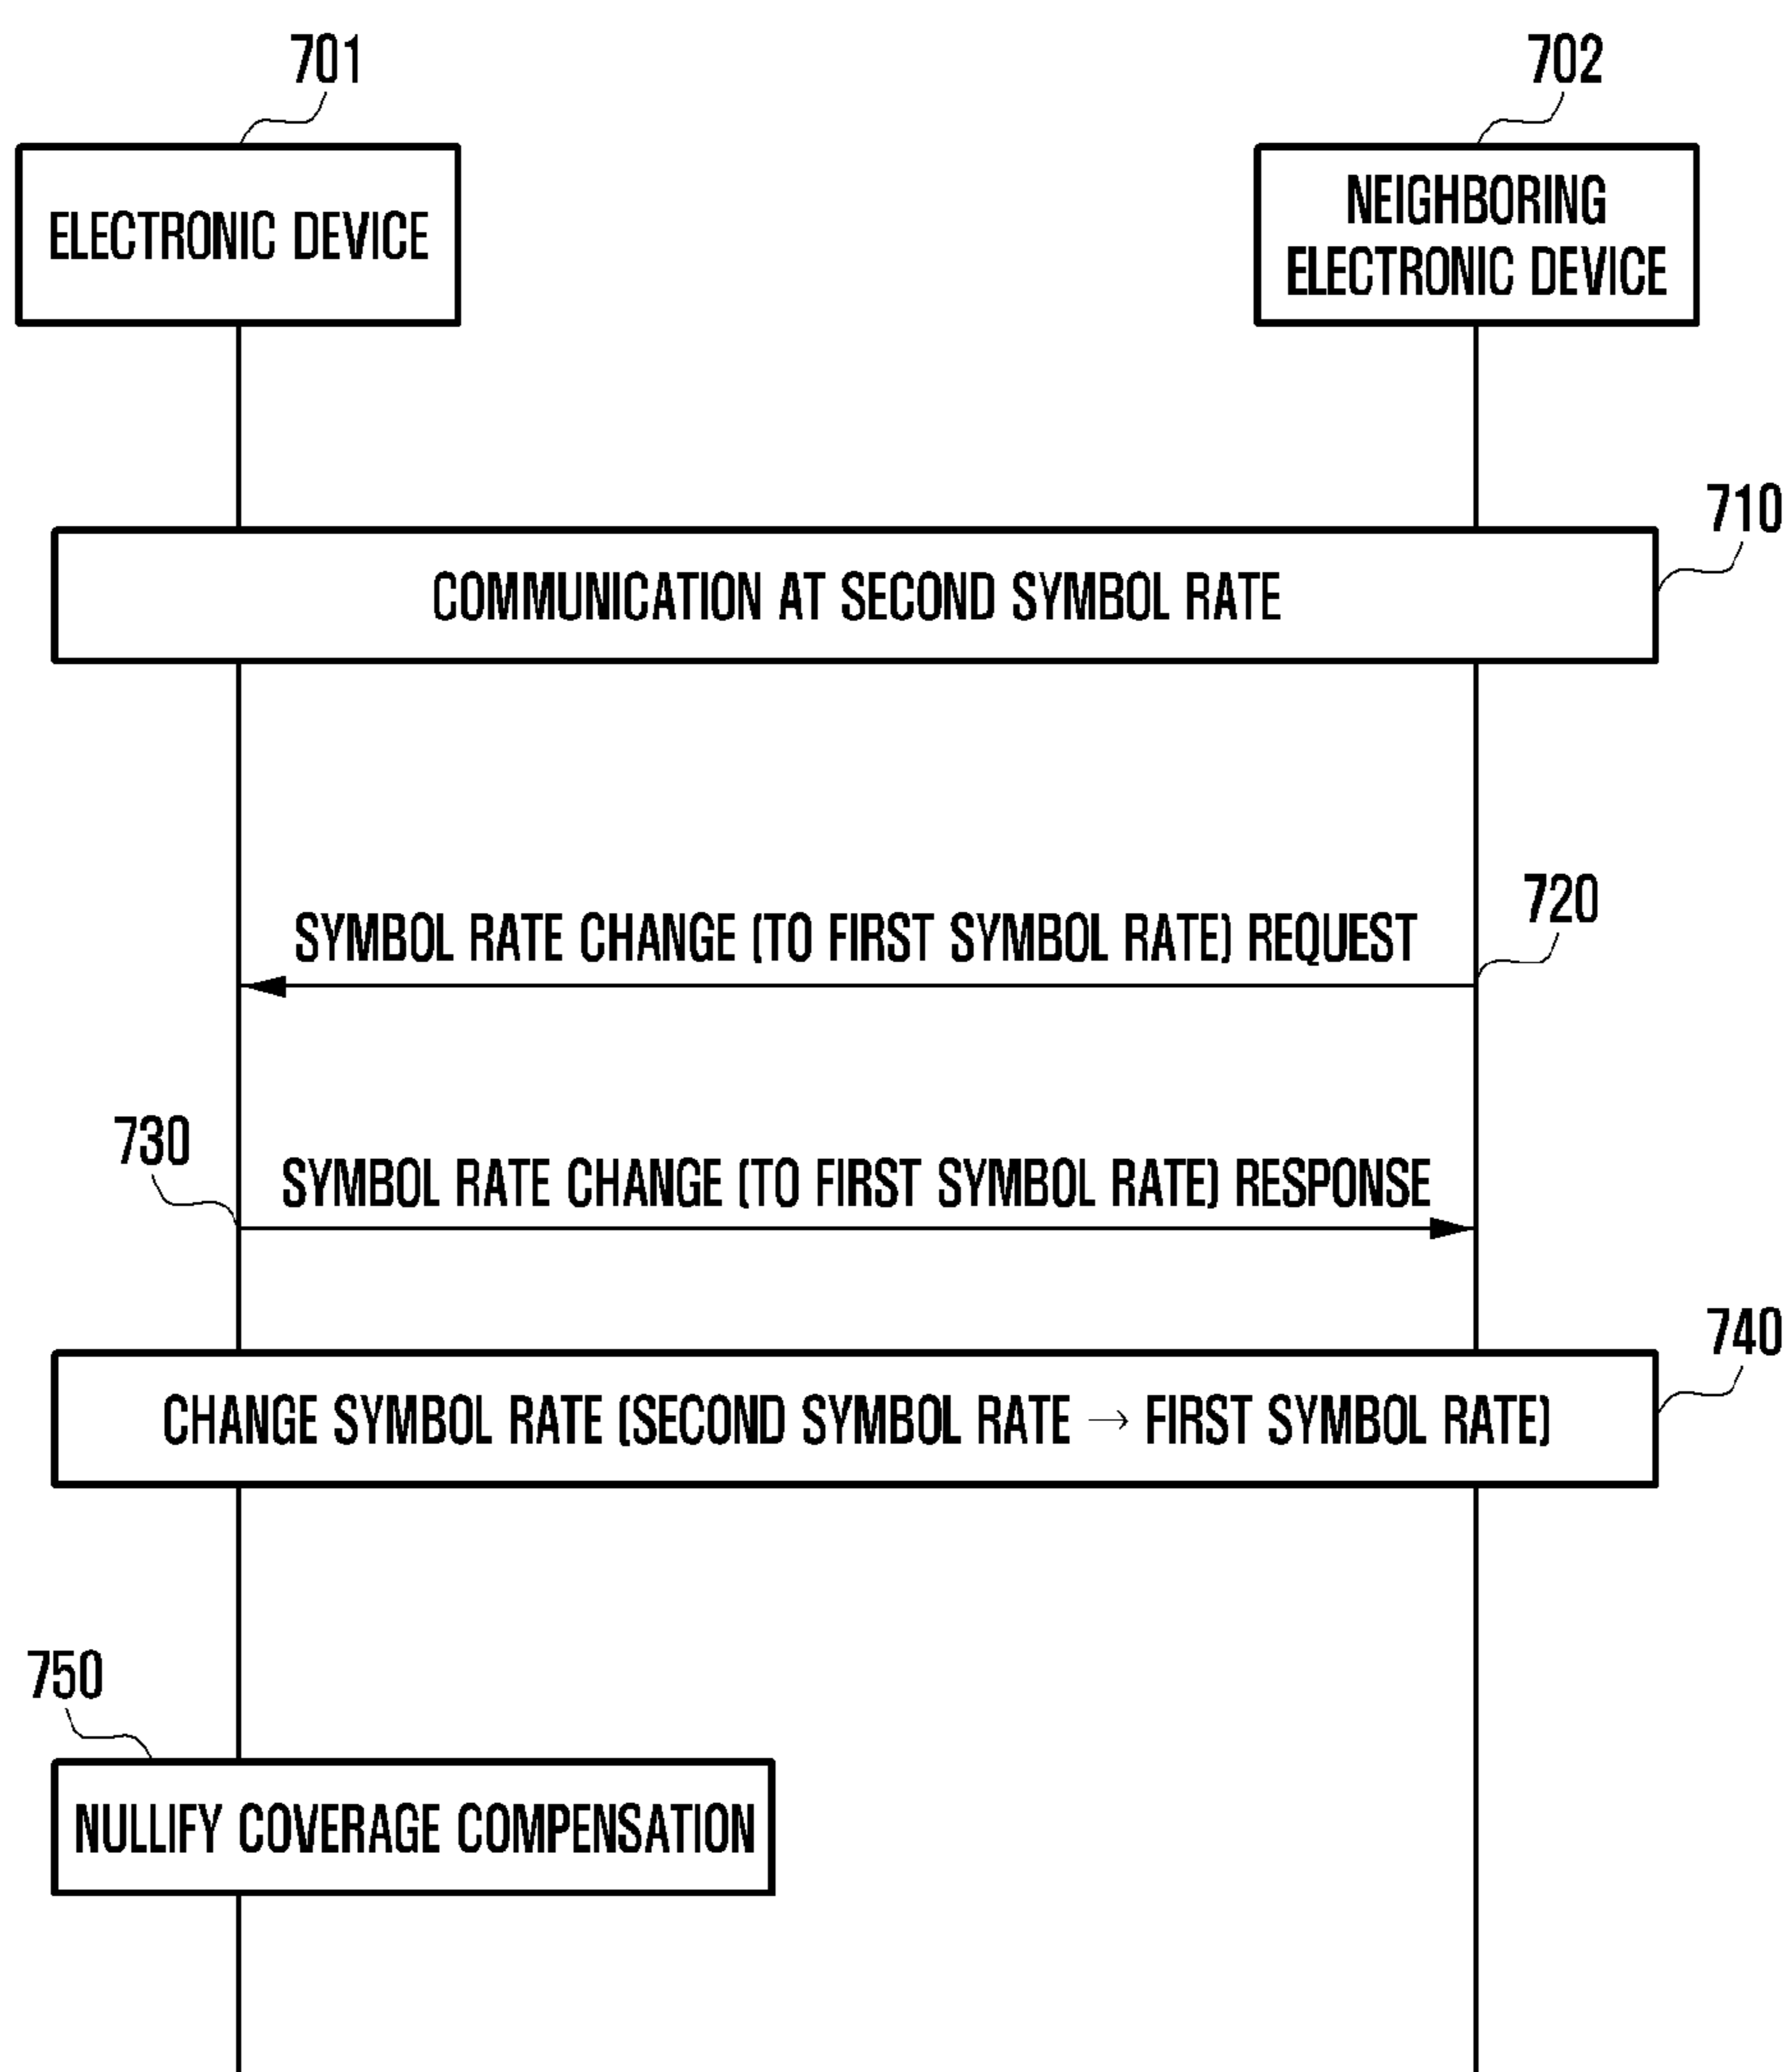 701
702
ELECTRONIC DEVICE
NEIGHBORING
ELECTRONIC DEVICE
710
COMMUNICATION AT SECOND SYMBOL RATE
720
SYMBOL RATE CHANGE (TO FIRST SYMBOL RATE) REQUEST
730
SYMBOL RATE CHANGE (TO FIRST SYMBOL RATE) RESPONSE
740
CHANGE SYMBOL RATE (SECOND SYMBOL RATE → FIRST SYMBOL RATE)
750
NULLIFY COVERAGE COMPENSATION